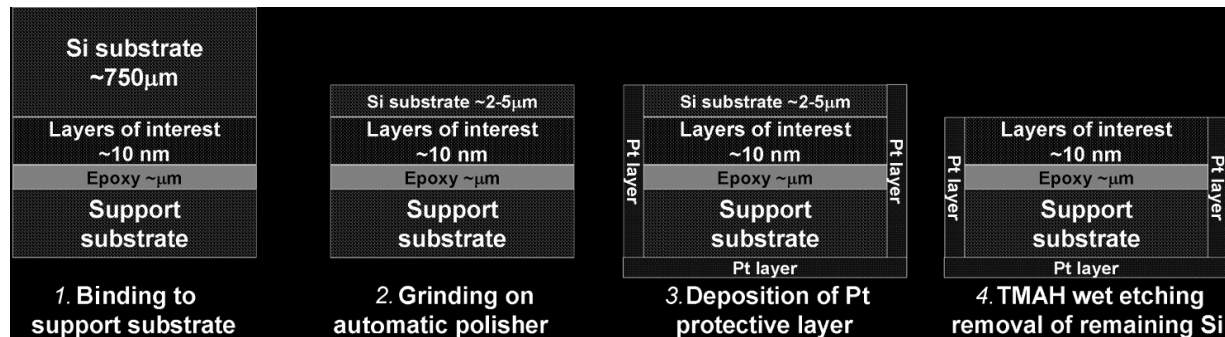 Si substrate
~750µm
Layers of interest
~10 nm
Epoxy ~µm
Support
substrate
1. Binding to
support substrate
Si substrate ~2-5µm
Layers of interest
~10 nm
Epoxy ~µm
Support
substrate
2. Grinding on
automatic polisher
Pt layer
Si substrate ~2-5µm
Layers of interest
~10 nm
Epoxy ~µm
Support
substrate
Pt layer
Pt layer
3. Deposition of Pt
protective layer
Pt layer
Layers of interest
~10 nm
Epoxy ~µm
Support
substrate
Pt layer
Pt layer
4. TMAH wet etching
removal of remaining Si